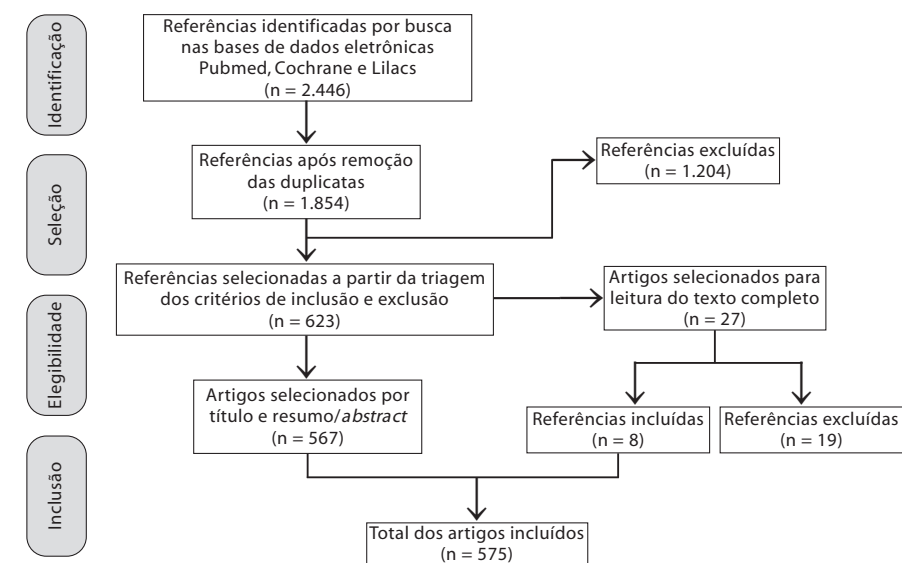 Identificação
Referências identificadas por busca
nas bases de dados eletrônicas
Pubmed, Cochrane e Lilacs
(n = 2.446)
Seleção
Referências após remoção
das duplicatas
(n = 1.854)
Referências excluídas
(n = 1.204)
Referências selecionadas a partir da triagem
dos critérios de inclusão e exclusão
(n = 623)
Artigos selecionados para
leitura do texto completo
(n = 27)
Elegibilidade
Artigos selecionados por
título e resumo/abstract
(n = 567)
Referências incluídas
(n = 8)
Referências excluídas
(n = 19)
Inclusão
Total dos artigos incluídos
(n = 575)